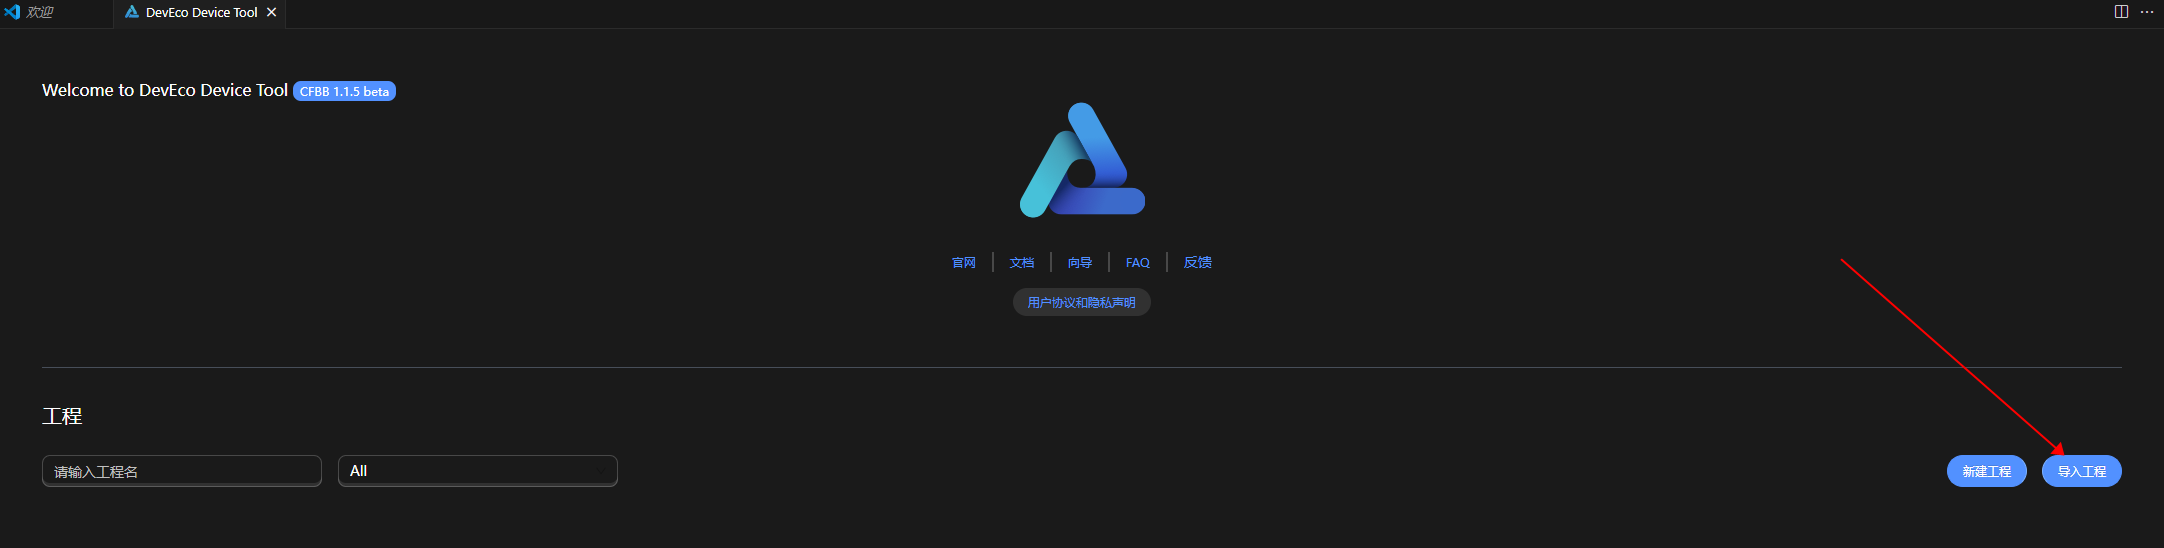 欢迎
DevEco Device Tool
Welcome to DevEco Device Tool CFBB 1.1.5 beta
官网 文档 向导 FAQ 反馈
用户协议和隐私声明
工程
请输入工程名 All 新建工程 导入工程